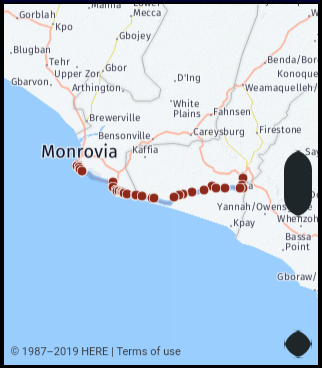 Manna
Lower
Mecca
Gorblah
Kpo
Gbojey
Blugban
Tehr
Gbor
Upper Zor
D'Ing
Benda/Bor
Konoque
Gbarvon
Arthington
Weamaquelleh/
White
Plains
Fahnsen
Brewerville
Bensonville
Careysburg
Firestone
Monrovia
Kafria
Yannah/Owens
Whenzoh
Kpay
Bassa
Point
Gboraw/
© 1987–2019 HERE | Terms of use